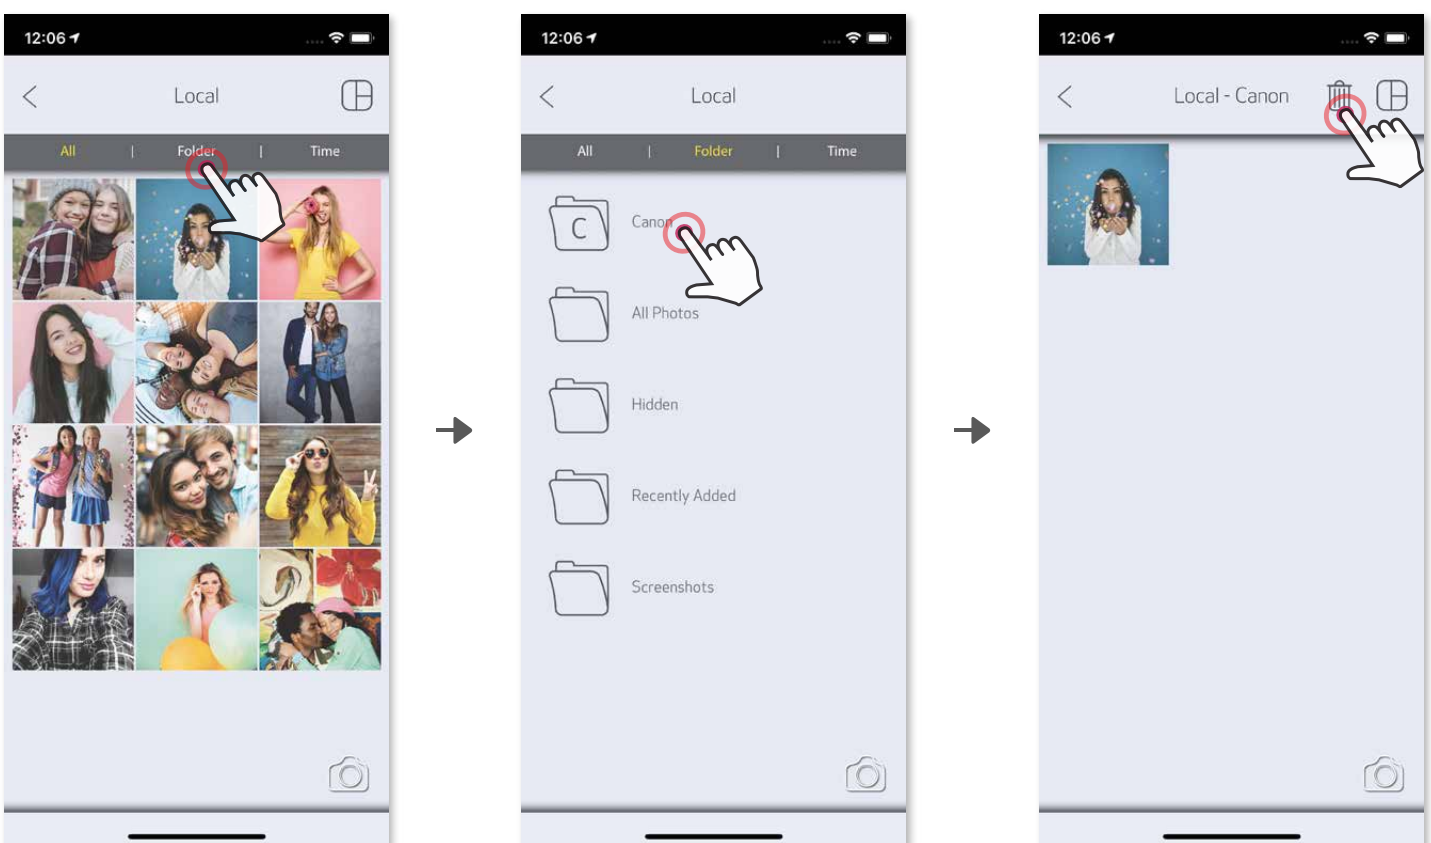 12:06
Local
All | Folder | Time
12:06
Local
All | Folder | Time
C Canon
All Photos
Hidden
Recently Added
Screenshots
12:06
Local - Canon